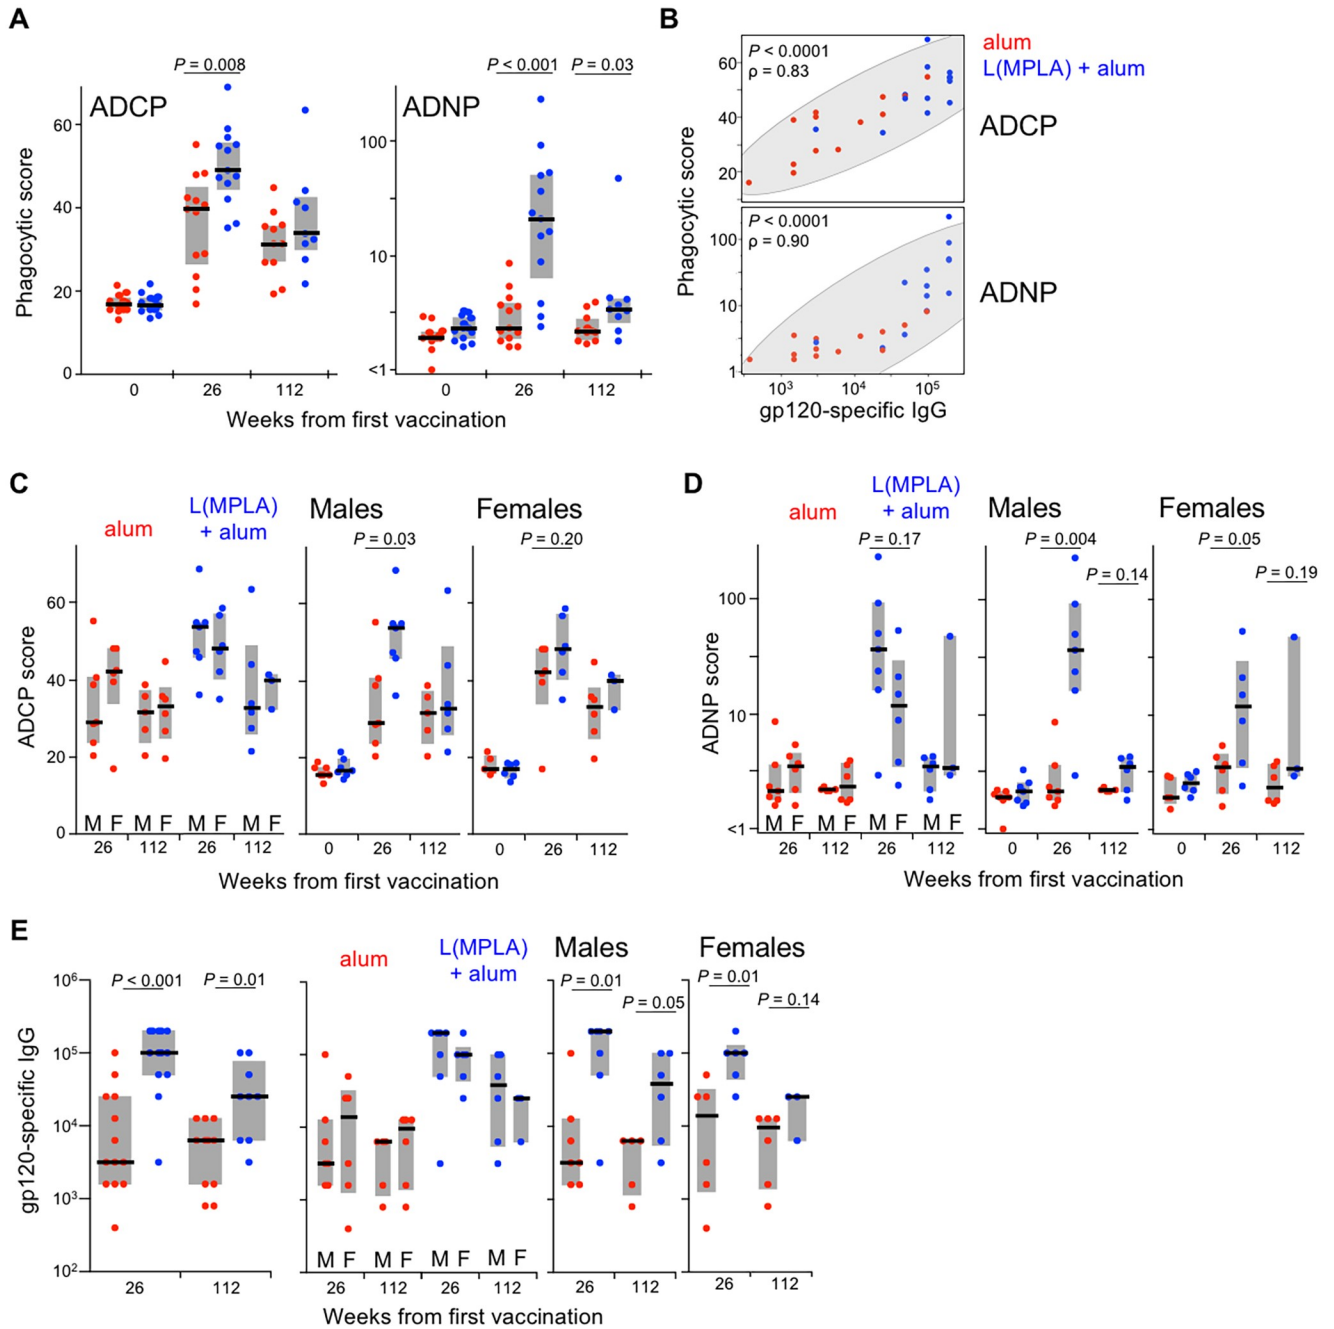 A
P = 0.008
ADCP
60
40
20
0
Phagocytic score
0 26 112
P < 0.001 P = 0.03
ADNP
100
10
<1
0 26 112
Weeks from first vaccination
B
P < 0.0001
ρ = 0.83
60
40
20
Phagocytic score
alum
L(MPLA) + alum
ADCP
P < 0.0001
ρ = 0.90
100
10
1
ADNP
10³ 10⁴ 10⁵
gp120-specific IgG
C
alum
L(MPLA)
+ alum
Males
P = 0.03
Females
P = 0.20
60
40
20
0
ADCP score
M F M F M F M F
26 112 26 112
0 26 112
0 26 112
Weeks from first vaccination
D
alum
L(MPLA)
+ alum
P = 0.17
Males
P = 0.004
P = 0.14
Females
P = 0.05
P = 0.19
100
10
<1
ADNP score
M F M F M F M F
26 112 26 112
0 26 112
0 26 112
Weeks from first vaccination
E
P < 0.001 P = 0.01
10⁶
10⁵
10⁴
10³
10²
gp120-specific IgG
26 112
alum
L(MPLA)
+ alum
M F M F M F M F
26 112 26 112
Males
P = 0.01
P = 0.05
26 112
Females
P = 0.01
P = 0.14
26 112
Weeks from first vaccination